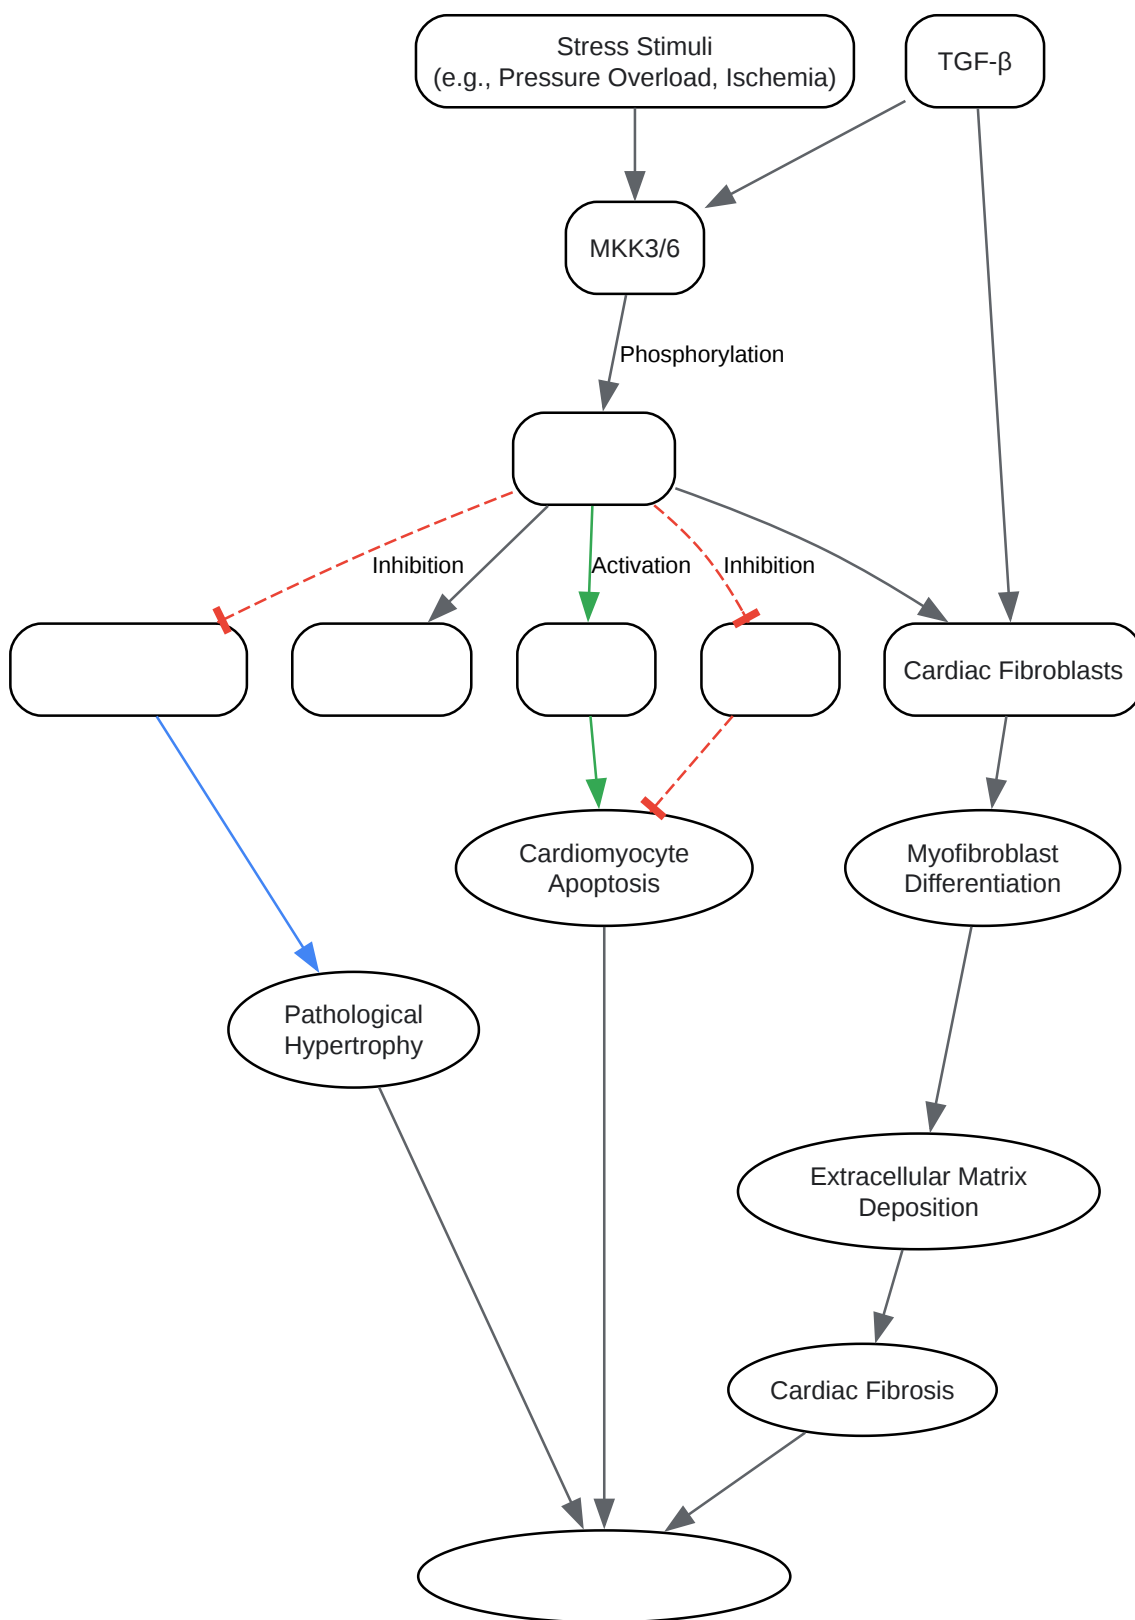 Stress Stimuli
(e.g., Pressure Overload, Ischemia)
TGF-β
MKK3/6
Phosphorylation
Inhibition
Activation
Inhibition
Cardiac Fibroblasts
Cardiomyocyte
Apoptosis
Myofibroblast
Differentiation
Pathological
Hypertrophy
Extracellular Matrix
Deposition
Cardiac Fibrosis